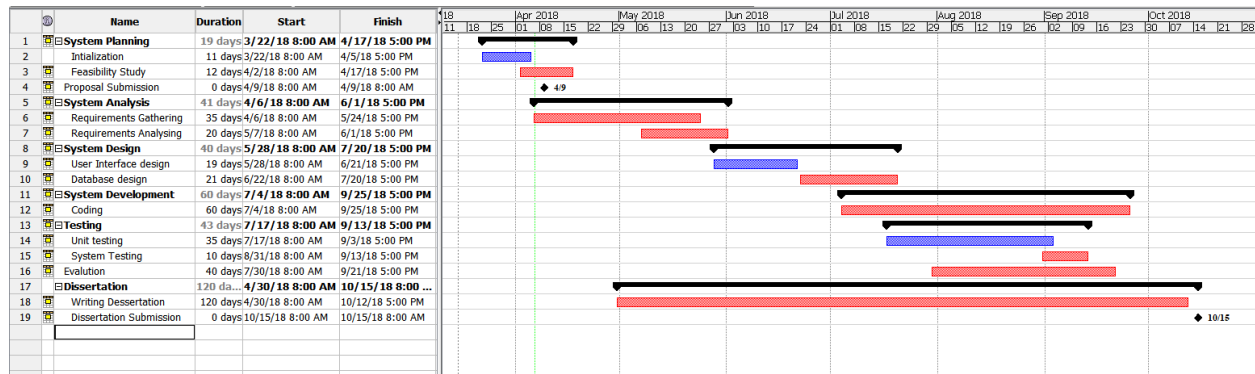 Name Duration Start Finish
18 Apr 2018 May 2018 Jun 2018 Jul 2018 Aug 2018 Sep 2018 Oct 2018
11 18 25 01 08 15 22 29 06 13 20 27 03 10 17 24 01 08 15 22 29 05 12 19 26 02 09 16 23 30 07 14 21 28
1 System Planning 19 days 3/22/18 8:00 AM 4/17/18 5:00 PM
2 Intialization 11 days 3/22/18 8:00 AM 4/5/18 5:00 PM
3 Feasibility Study 12 days 4/2/18 8:00 AM 4/17/18 5:00 PM
4 Proposal Submission 0 days 4/9/18 8:00 AM 4/9/18 8:00 AM 4/9
5 System Analysis 41 days 4/6/18 8:00 AM 6/1/18 5:00 PM
6 Requirements Gathering 35 days 4/6/18 8:00 AM 5/24/18 5:00 PM
7 Requirements Analysing 20 days 5/7/18 8:00 AM 6/1/18 5:00 PM
8 System Design 40 days 5/28/18 8:00 AM 7/20/18 5:00 PM
9 User Interface design 19 days 5/28/18 8:00 AM 6/21/18 5:00 PM
10 Database design 21 days 6/22/18 8:00 AM 7/20/18 5:00 PM
11 System Development 60 days 7/4/18 8:00 AM 9/25/18 5:00 PM
12 Coding 60 days 7/4/18 8:00 AM 9/25/18 5:00 PM
13 Testing 43 days 7/17/18 8:00 AM 9/13/18 5:00 PM
14 Unit testing 35 days 7/17/18 8:00 AM 9/3/18 5:00 PM
15 System Testing 10 days 8/31/18 8:00 AM 9/13/18 5:00 PM
16 Evalution 40 days 7/30/18 8:00 AM 9/21/18 5:00 PM
17 Dissertation 120 da... 4/30/18 8:00 AM 10/15/18 8:00 ...
18 Writing Dessertation 120 days 4/30/18 8:00 AM 10/12/18 5:00 PM
19 Dissertation Submission 0 days 10/15/18 8:00 AM 10/15/18 8:00 AM 10/15